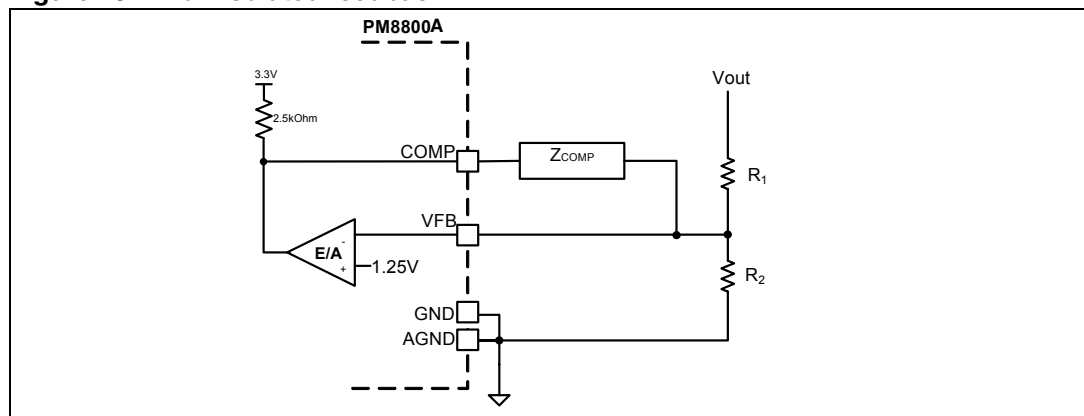 PM8800A
3.3V
2.5kOhm
Vout
COMP
ZCOMP
R1
VFB
E/A
-
+
1.25V
R2
GND
AGND